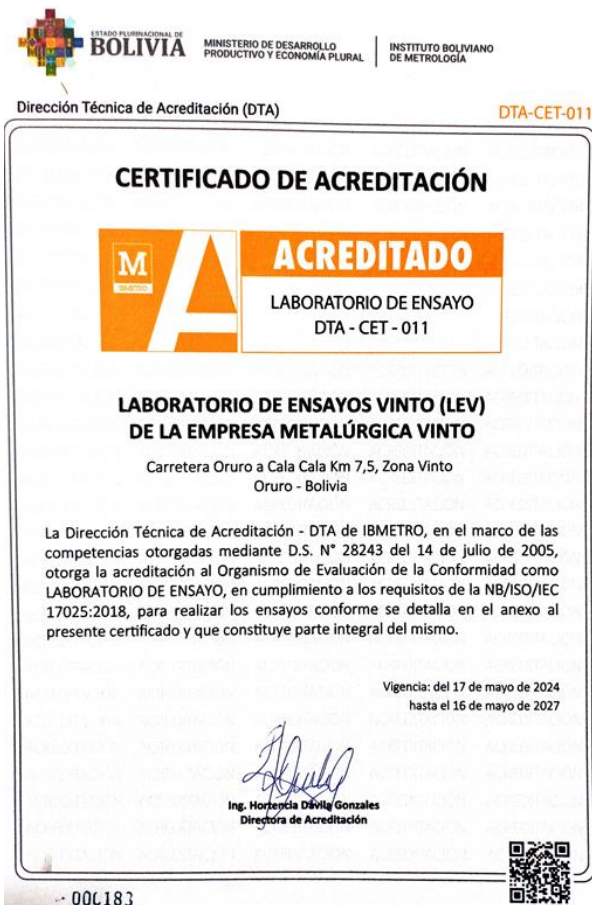 ESTADO PLURINACIONAL DE
BOLIVIA
MINISTERIO DE DESARROLLO
PRODUCTIVO Y ECONOMÍA PLURAL
INSTITUTO BOLIVIANO
DE METROLOGÍA
Dirección Técnica de Acreditación (DTA)
DTA-CET-011
CERTIFICADO DE ACREDITACIÓN
M
IBMETRO
A
ACREDITADO
LABORATORIO DE ENSAYO
DTA - CET - 011
LABORATORIO DE ENSAYOS VINTO (LEV)
DE LA EMPRESA METALÚRGICA VINTO
Carretera Oruro a Cala Cala Km 7,5, Zona Vinto
Oruro - Bolivia
La Dirección Técnica de Acreditación - DTA de IBMETRO, en el marco de las
competencias otorgadas mediante D.S. N° 28243 del 14 de julio de 2005,
otorga la acreditación al Organismo de Evaluación de la Conformidad como
LABORATORIO DE ENSAYO, en cumplimiento a los requisitos de la NB/ISO/IEC
17025:2018, para realizar los ensayos conforme se detalla en el anexo al
presente certificado y que constituye parte integral del mismo.
Vigencia: del 17 de mayo de 2024
hasta el 16 de mayo de 2027
Ing. Hortencia Dávila Gonzales
Directora de Acreditación
000183